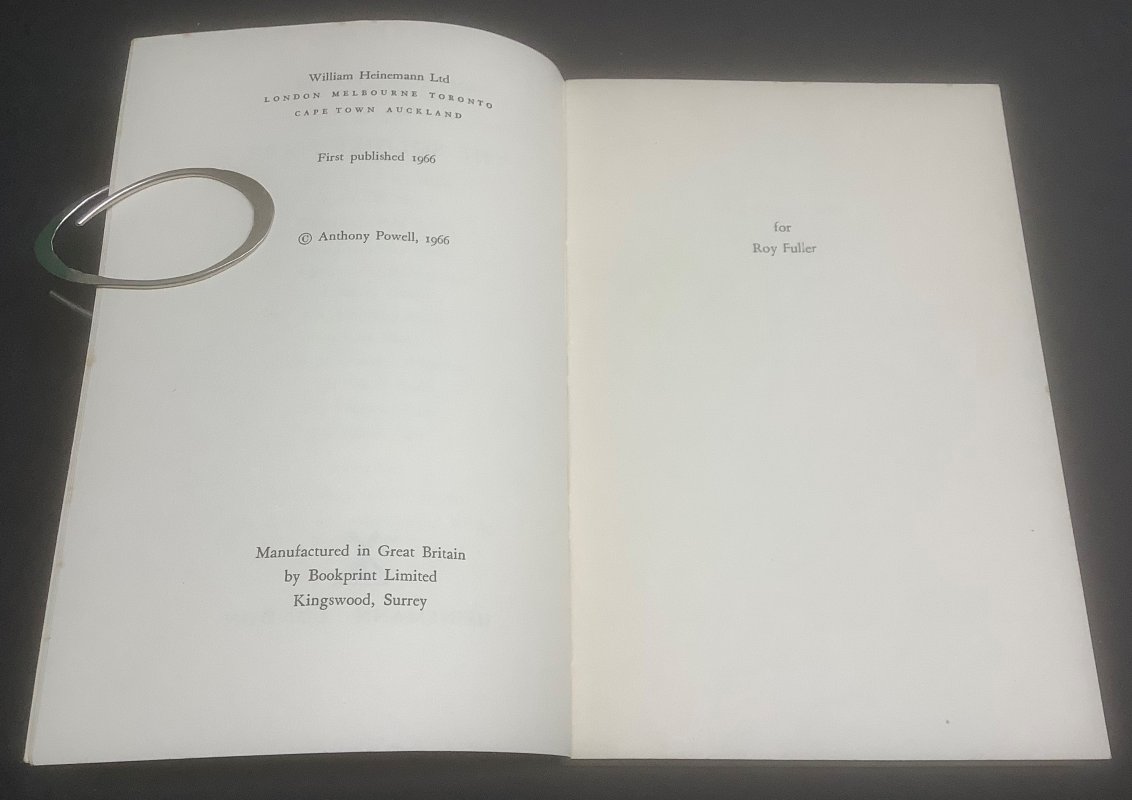 William Heinemann Ltd
LONDON MELBOURNE TORONTO
CAPE TOWN AUCKLAND
First published 1966
© Anthony Powell, 1966
Manufactured in Great Britain
by Bookprint Limited
Kingswood, Surrey
for
Roy Fuller